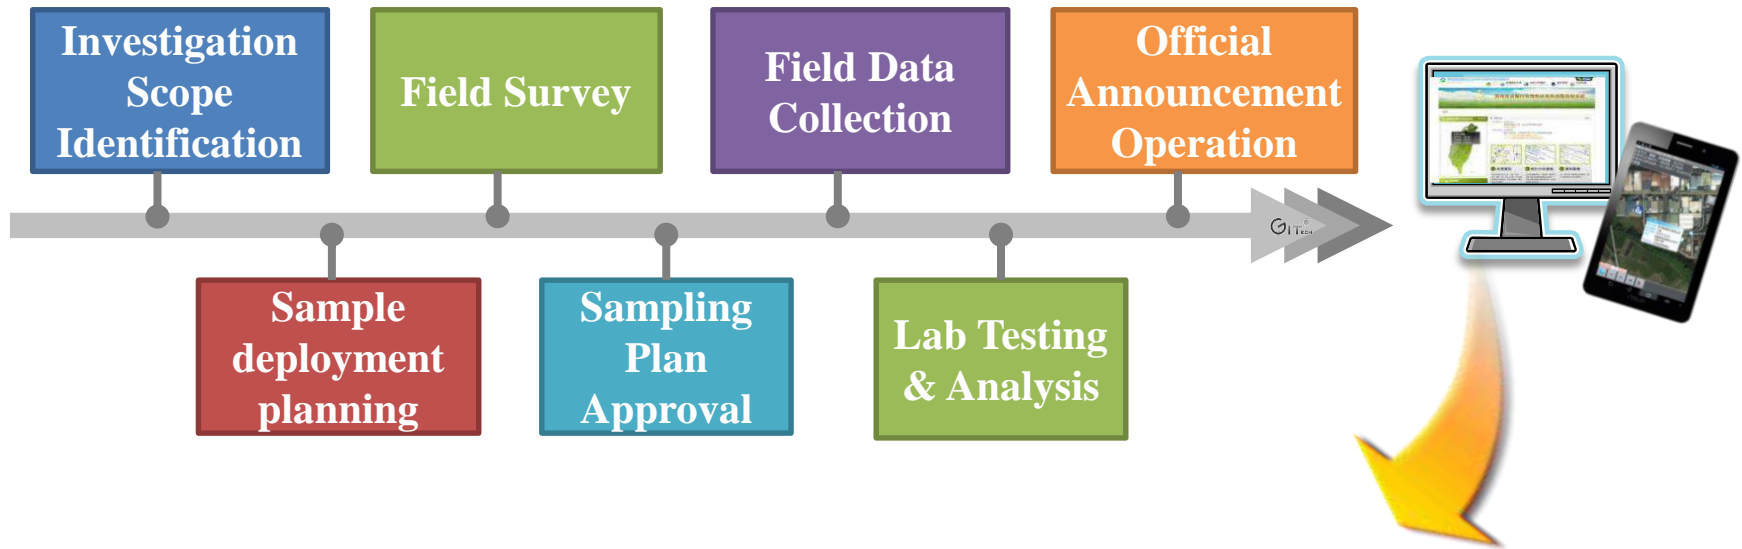 Investigation
Scope
Identification
Field Survey
Field Data
Collection
Official
Announcement
Operation
GITECH
Sample
deployment
planning
Sampling
Plan
Approval
Lab Testing
& Analysis